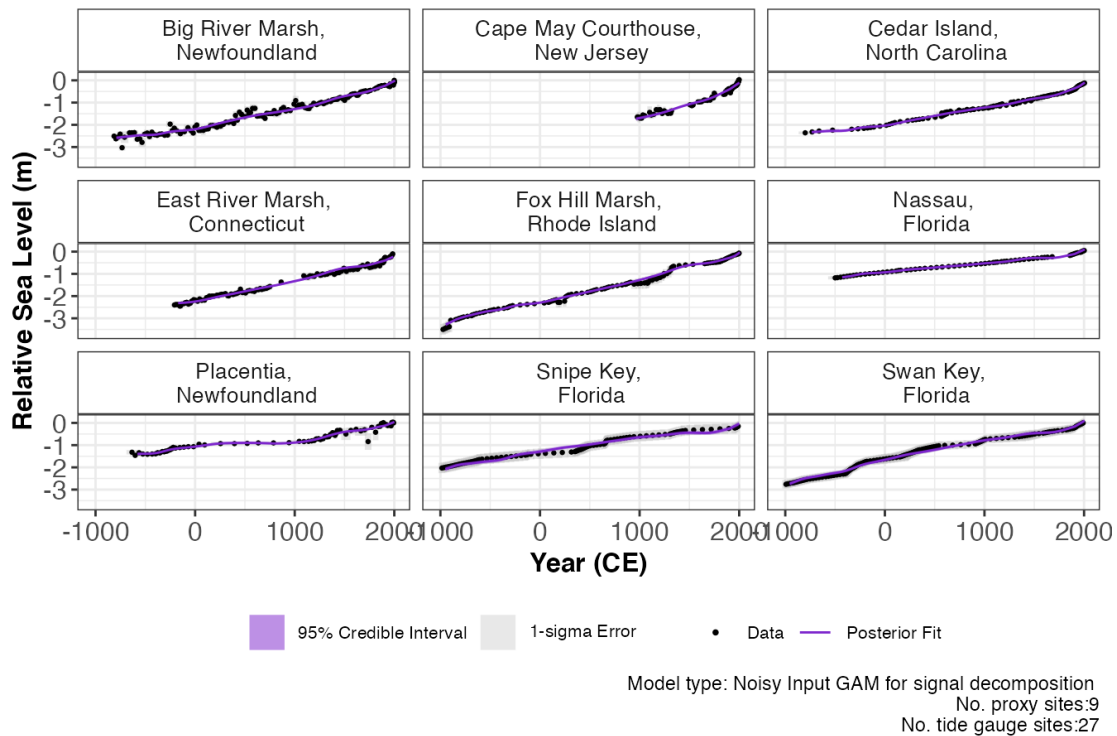 Big River Marsh,
Newfoundland
Cape May Courthouse,
New Jersey
Cedar Island,
North Carolina
0
-1
-2
-3
East River Marsh,
Connecticut
Fox Hill Marsh,
Rhode Island
Nassau,
Florida
0
-1
-2
-3
Placentia,
Newfoundland
Snipe Key,
Florida
Swan Key,
Florida
0
-1
-2
-3
Relative Sea Level (m)
-1000 0 1000 2000 -1000 0 1000 2000 -1000 0 1000 2000
Year (CE)
95% Credible Interval 1-sigma Error Data Posterior Fit
Model type: Noisy Input GAM for signal decomposition
No. proxy sites:9
No. tide gauge sites:27